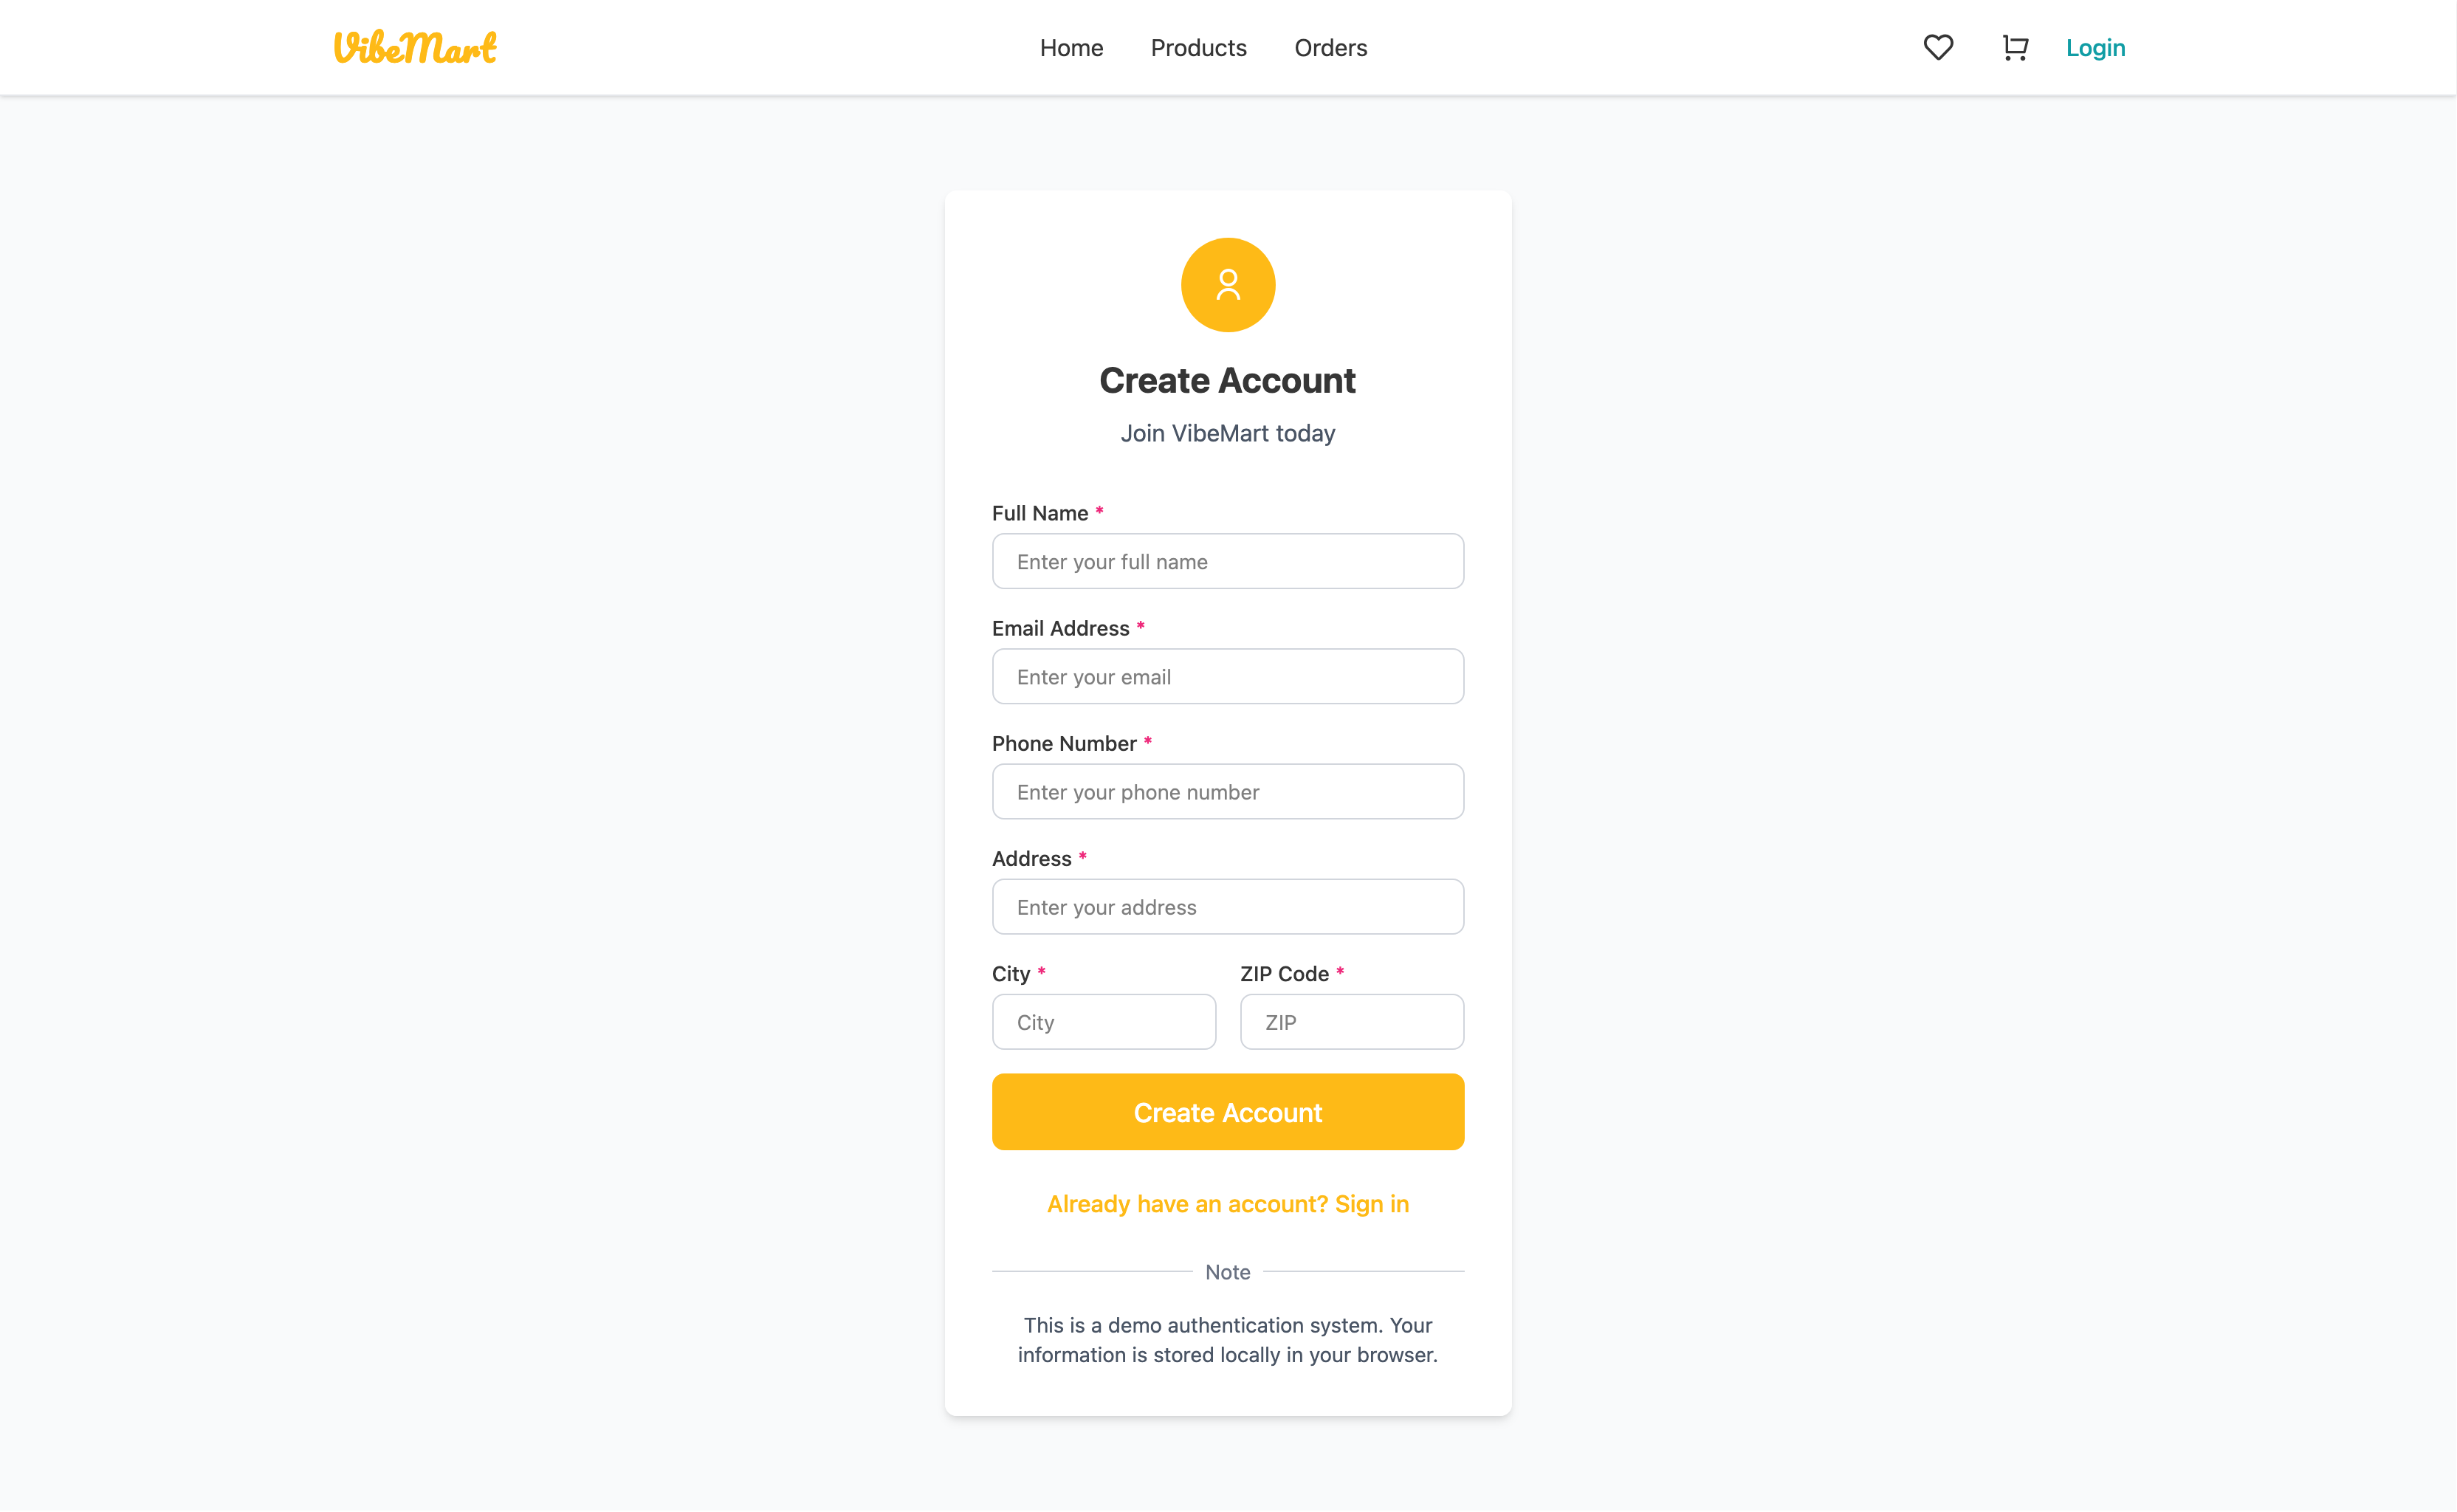 VibeMart
Home Products Orders
Login
Create Account
Join VibeMart today
Full Name *
Enter your full name
Email Address *
Enter your email
Phone Number *
Enter your phone number
Address *
Enter your address
City *
City
ZIP Code *
ZIP
Create Account
Already have an account? Sign in
Note
This is a demo authentication system. Your
information is stored locally in your browser.